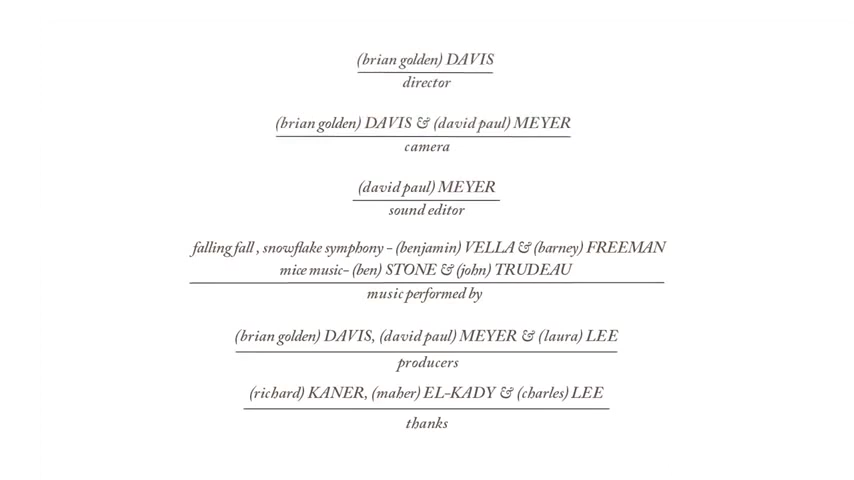 (brian golden) DAVIS
director
(brian golden) DAVIS & (david paul) MEYER
camera
(david paul) MEYER
sound editor
falling fall , snowflake symphony - (benjamin) VELLA & (barney) FREEMAN
mice music- (ben) STONE & (john) TRUDEAU
music performed by
(brian golden) DAVIS, (david paul) MEYER & (laura) LEE
producers
(richard) KANER, (maher) EL-KADY & (charles) LEE
thanks